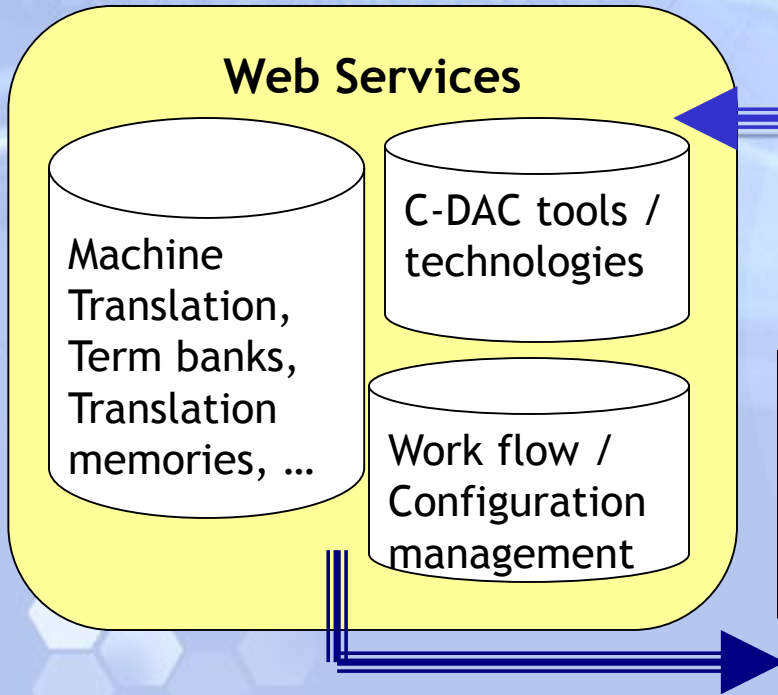 Web Services
Machine
Translation,
Term banks,
Translation
memories, …
C-DAC tools /
technologies
Work flow /
Configuration
management